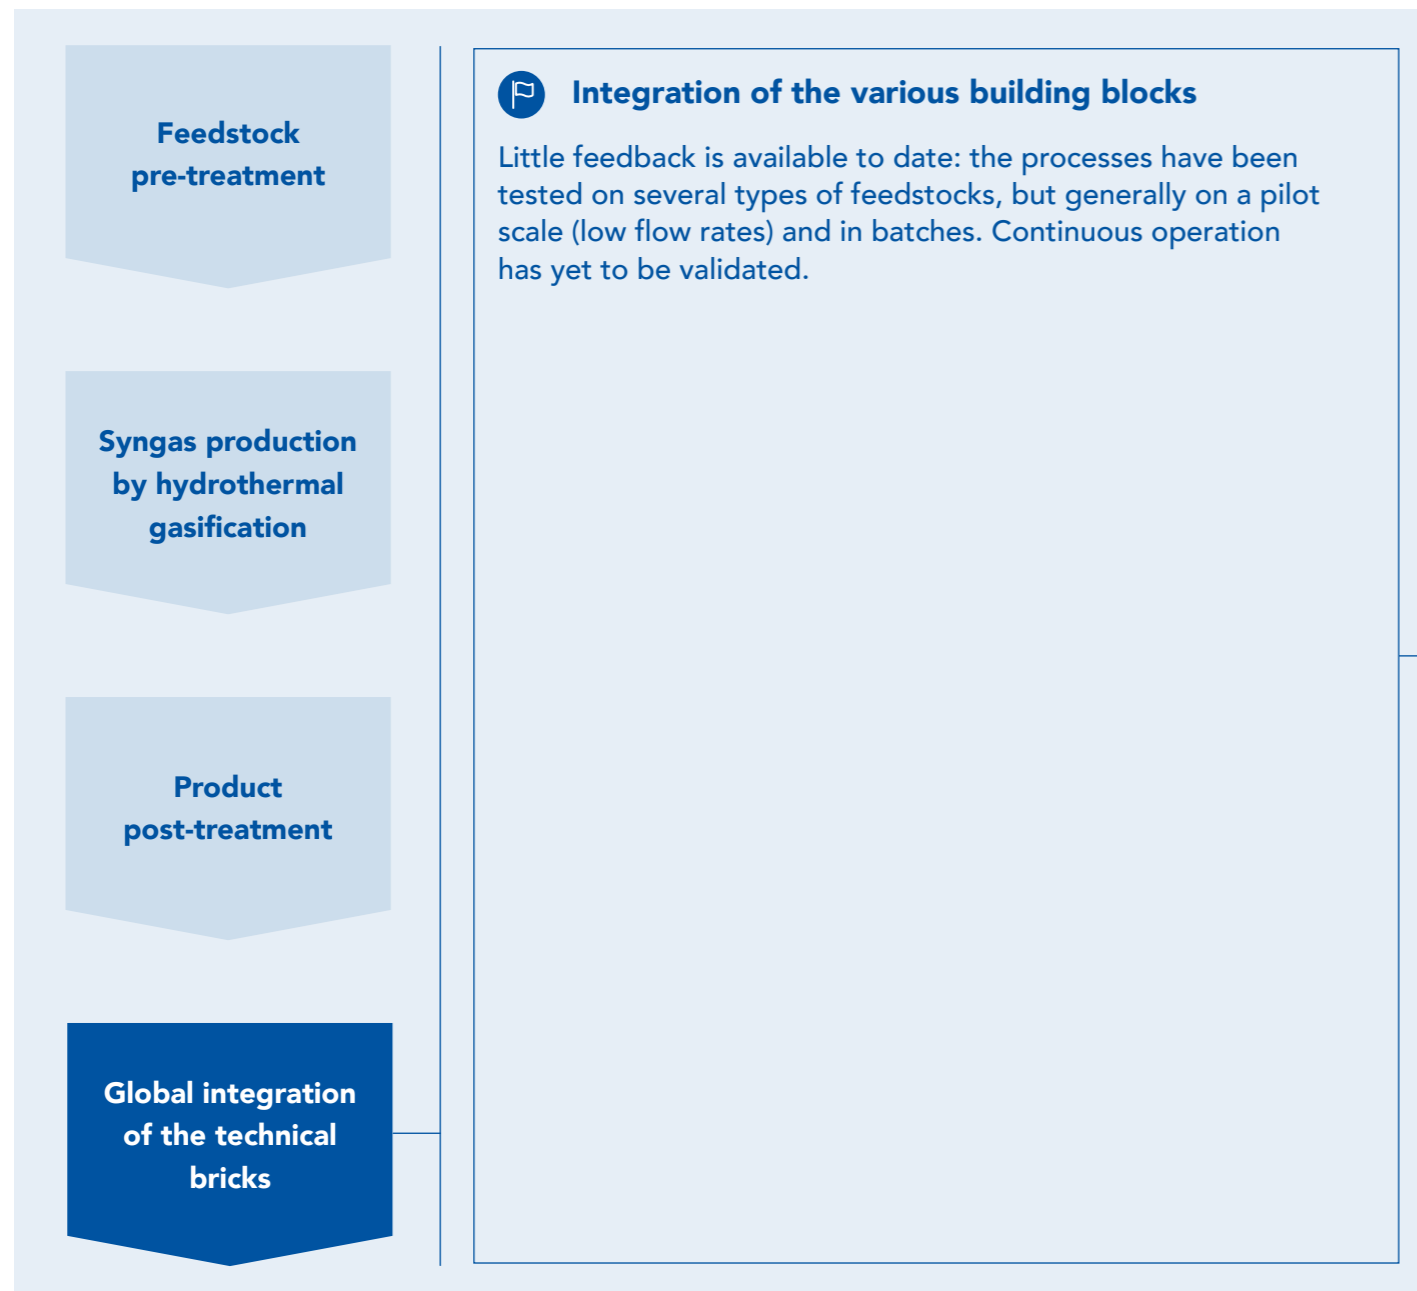 Feedstock
pre-treatment
Syngas production
by hydrothermal
gasification
Product
post-treatment
Global integration
of the technical
bricks
Integration of the various building blocks
Little feedback is available to date: the processes have been
tested on several types of feedstocks, but generally on a pilot
scale (low flow rates) and in batches. Continuous operation
has yet to be validated.